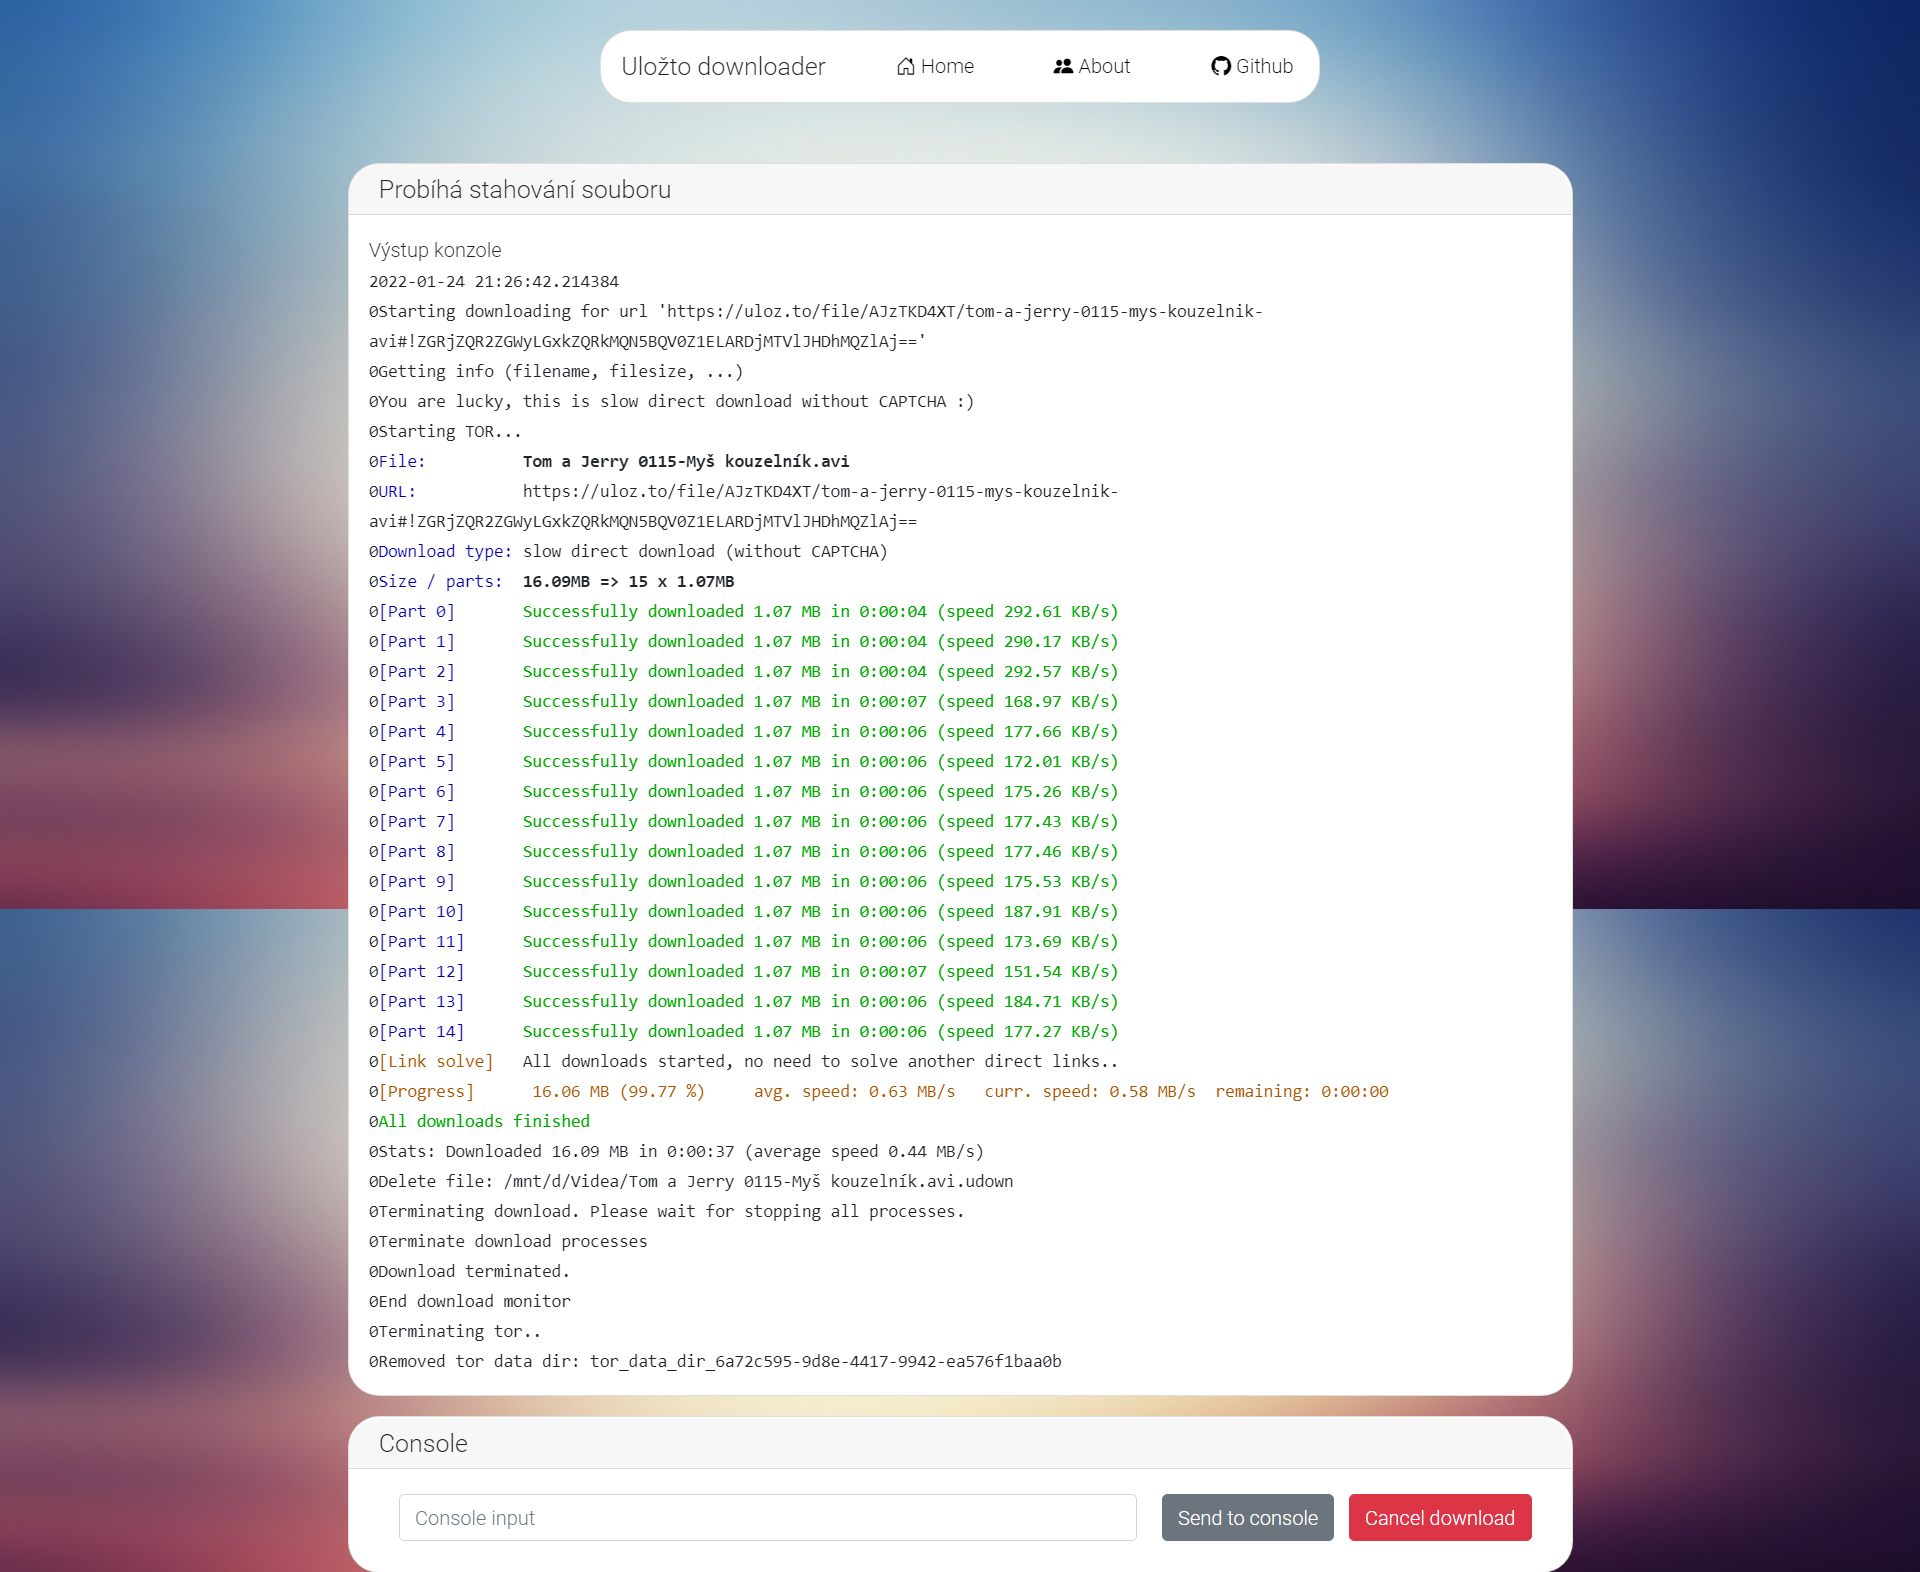 Uložto downloader
Home
About
Github
Probíhá stahování souboru
Výstup konzole
2022-01-24 21:26:42.214384
0Starting downloading for url 'https://uloz.to/file/AJzTKD4XT/tom-a-jerry-0115-mys-kouzelnik-
avi#!ZGRjZQR2ZGWyLGxkZQRkMQN5BQV0Z1ELARDjMTVlJHDhMQZlAj=='
0Getting info (filename, filesize, ...)
0You are lucky, this is slow direct download without CAPTCHA :)
0Starting TOR...
0File: Tom a Jerry 0115-Myš kouzelník.avi
0URL: https://uloz.to/file/AJzTKD4XT/tom-a-jerry-0115-mys-kouzelnik-
avi#!ZGRjZQR2ZGWyLGxkZQRkMQN5BQV0Z1ELARDjMTVlJHDhMQZlAj==
0Download type: slow direct download (without CAPTCHA)
0Size / parts: 16.09MB => 15 x 1.07MB
0[Part 0] Successfully downloaded 1.07 MB in 0:00:04 (speed 292.61 KB/s)
0[Part 1] Successfully downloaded 1.07 MB in 0:00:04 (speed 290.17 KB/s)
0[Part 2] Successfully downloaded 1.07 MB in 0:00:04 (speed 292.57 KB/s)
0[Part 3] Successfully downloaded 1.07 MB in 0:00:07 (speed 168.97 KB/s)
0[Part 4] Successfully downloaded 1.07 MB in 0:00:06 (speed 177.66 KB/s)
0[Part 5] Successfully downloaded 1.07 MB in 0:00:06 (speed 172.01 KB/s)
0[Part 6] Successfully downloaded 1.07 MB in 0:00:06 (speed 175.26 KB/s)
0[Part 7] Successfully downloaded 1.07 MB in 0:00:06 (speed 177.43 KB/s)
0[Part 8] Successfully downloaded 1.07 MB in 0:00:06 (speed 177.46 KB/s)
0[Part 9] Successfully downloaded 1.07 MB in 0:00:06 (speed 175.53 KB/s)
0[Part 10] Successfully downloaded 1.07 MB in 0:00:06 (speed 187.91 KB/s)
0[Part 11] Successfully downloaded 1.07 MB in 0:00:06 (speed 173.69 KB/s)
0[Part 12] Successfully downloaded 1.07 MB in 0:00:07 (speed 151.54 KB/s)
0[Part 13] Successfully downloaded 1.07 MB in 0:00:06 (speed 184.71 KB/s)
0[Part 14] Successfully downloaded 1.07 MB in 0:00:06 (speed 177.27 KB/s)
0[Link solve] All downloads started, no need to solve another direct links..
0[Progress] 16.06 MB (99.77 %) avg. speed: 0.63 MB/s curr. speed: 0.58 MB/s remaining: 0:00:00
0All downloads finished
0Stats: Downloaded 16.09 MB in 0:00:37 (average speed 0.44 MB/s)
0Delete file: /mnt/d/Videa/Tom a Jerry 0115-Myš kouzelník.avi.udown
0Terminating download. Please wait for stopping all processes.
0Terminate download processes
0Download terminated.
0End download monitor
0Terminating tor..
0Removed tor data dir: tor_data_dir_6a72c595-9d8e-4417-9942-ea576f1baa0b
Console
Console input
Send to console
Cancel download